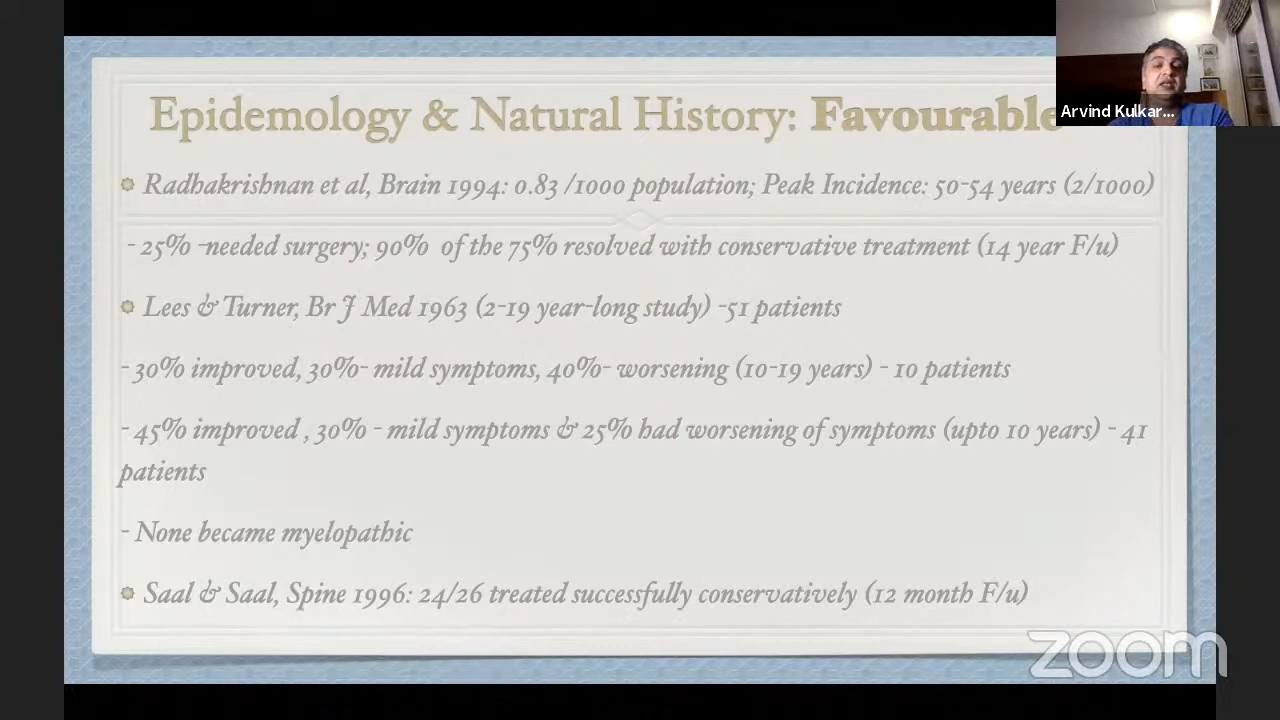 Epidemology & Natural History: Favourable
Arvind Kulkar...
Radhakrishnan et al, Brain 1994: 0.83 /1000 population; Peak Incidence: 50-54 years (2/1000)
- 25% -needed surgery; 90% of the 75% resolved with conservative treatment (14 year F/u)
Lees & Turner, Br J Med 1963 (2-19 year-long study) -51 patients
- 30% improved, 30%- mild symptoms, 40%- worsening (10-19 years) - 10 patients
- 45% improved , 30% - mild symptoms & 25% had worsening of symptoms (upto 10 years) - 41
patients
- None became myelopathic
Saal & Saal, Spine 1996: 24/26 treated successfully conservatively (12 month F/u)
zoom